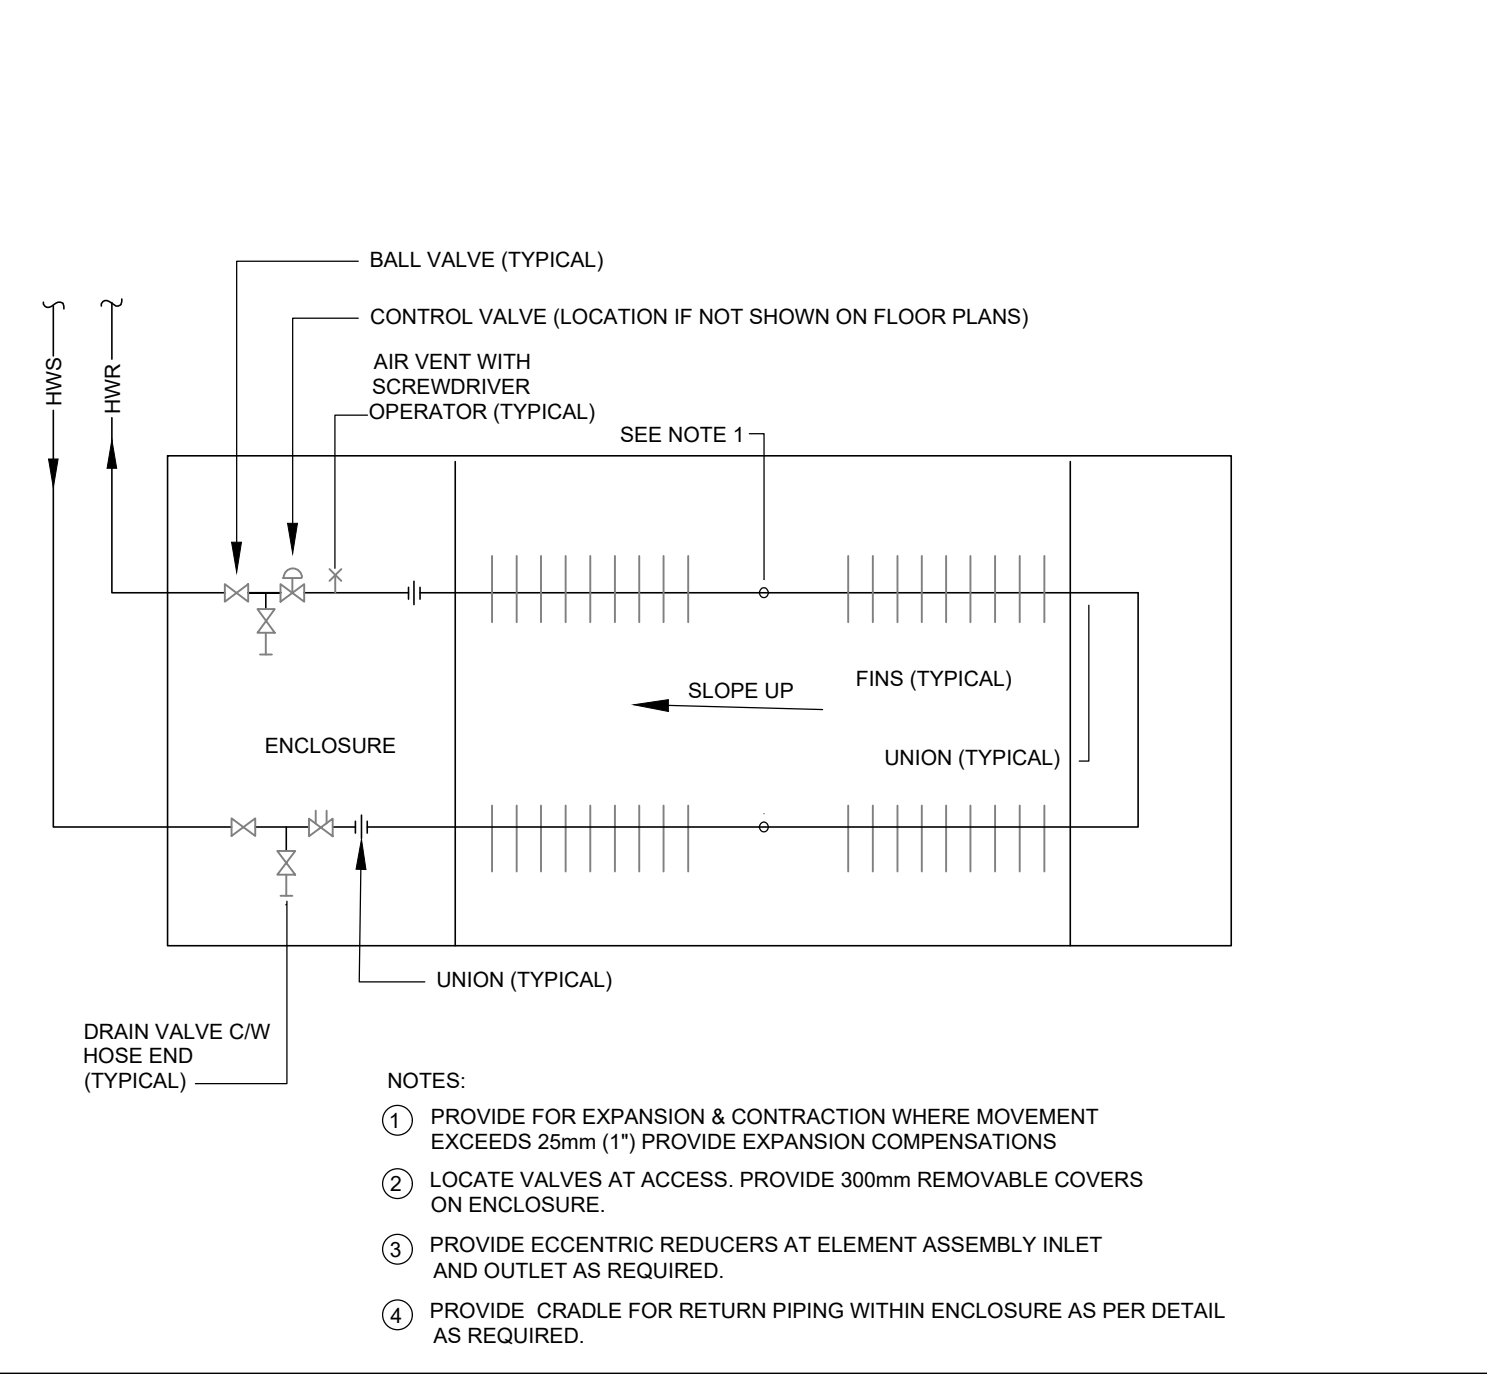 BALL VALVE (TYPICAL)
CONTROL VALVE (LOCATION IF NOT SHOWN ON FLOOR PLANS)
AIR VENT WITH
SCREWDRIVER
OPERATOR (TYPICAL)
SEE NOTE 1
HWS
HWR
FINS (TYPICAL)
SLOPE UP
ENCLOSURE
UNION (TYPICAL)
UNION (TYPICAL)
DRAIN VALVE C/W
HOSE END
(TYPICAL)
NOTES:
1 PROVIDE FOR EXPANSION & CONTRACTION WHERE MOVEMENT
EXCEEDS 25mm (1") PROVIDE EXPANSION COMPENSATIONS
2 LOCATE VALVES AT ACCESS. PROVIDE 300mm REMOVABLE COVERS
ON ENCLOSURE.
3 PROVIDE ECCENTRIC REDUCERS AT ELEMENT ASSEMBLY INLET
AND OUTLET AS REQUIRED.
4 PROVIDE CRADLE FOR RETURN PIPING WITHIN ENCLOSURE AS PER DETAIL
AS REQUIRED.